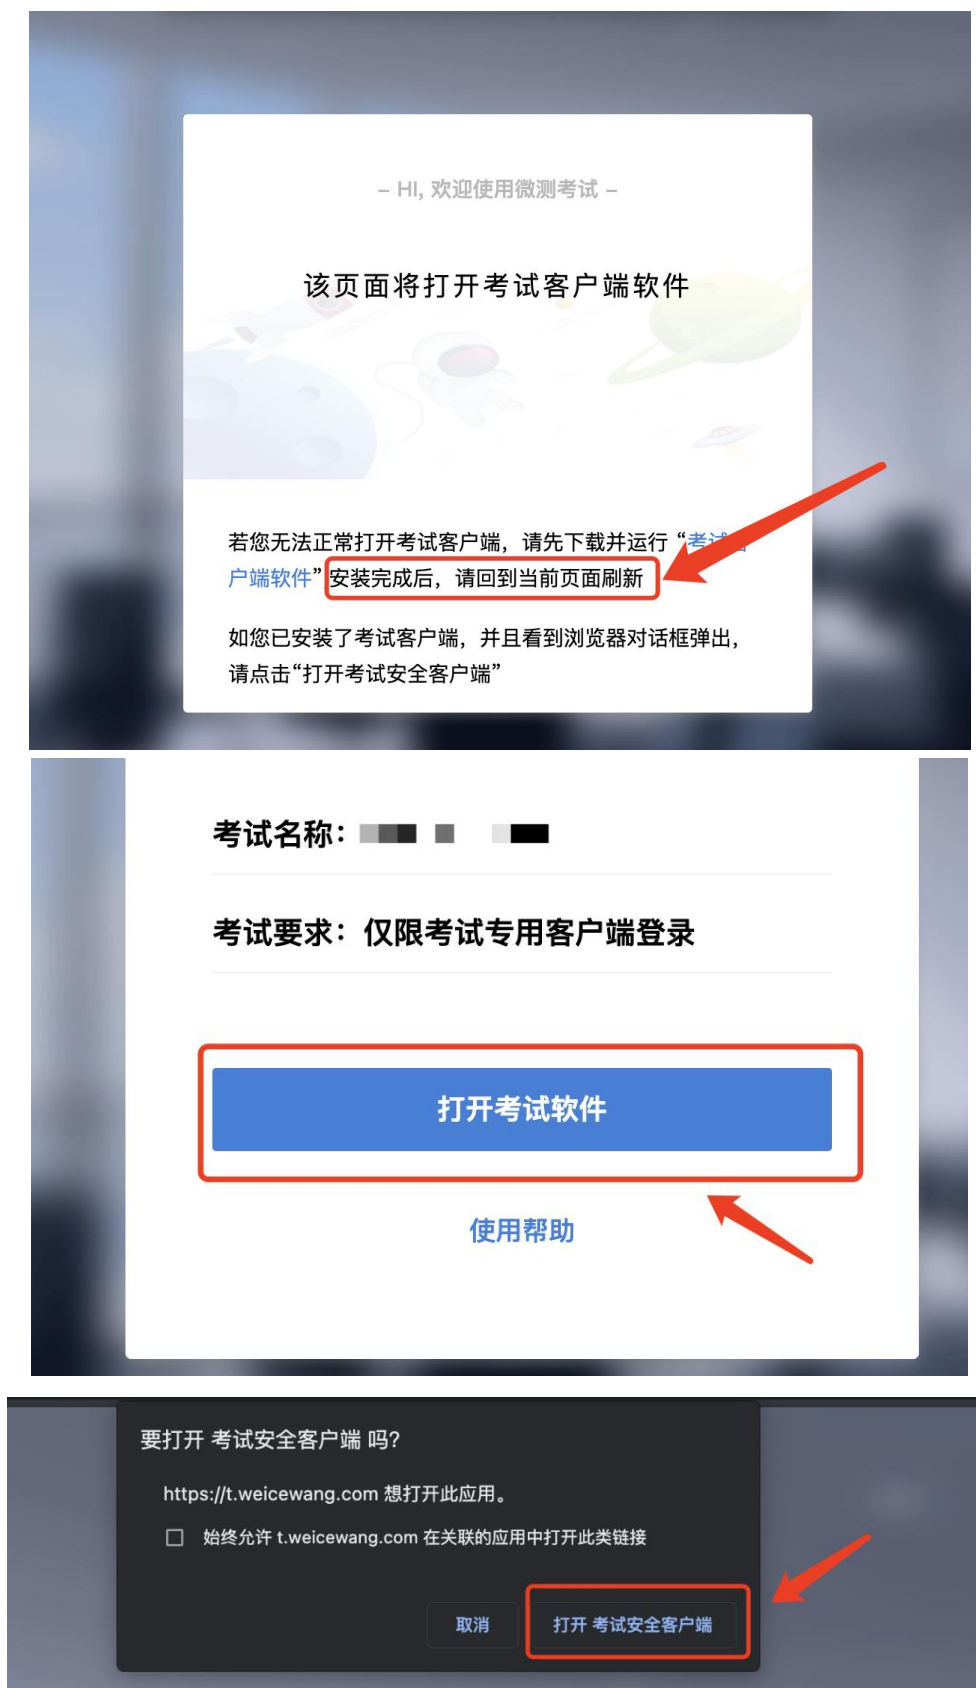 – HI, 欢迎使用微测考试 –
该页面将打开考试客户端软件
若您无法正常打开考试客户端，请先下载并运行 “考试客
户端软件” 安装完成后，请回到当前页面刷新
如您已安装了考试客户端，并且看到浏览器对话框弹出，
请点击“打开考试安全客户端”
考试名称：
考试要求：仅限考试专用客户端登录
打开考试软件
使用帮助
要打开 考试安全客户端 吗?
https://t.weicewang.com 想打开此应用。
始终允许 t.weicewang.com 在关联的应用中打开此类链接
取消
打开 考试安全客户端